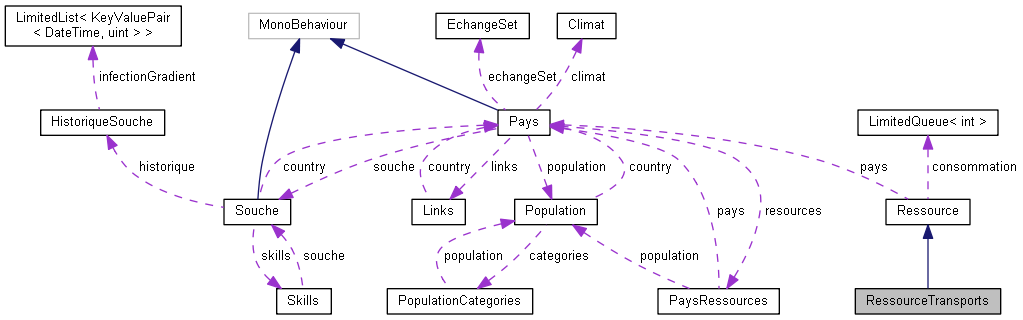 LimitedList< KeyValuePair
< DateTime, uint > >
MonoBehaviour
EchangeSet
Climat
infectionGradient
echangeSet
climat
HistoriqueSouche
Pays
LimitedQueue< int >
historique
country
souche
country
links
population
country
pays
consommation
Souche
Links
Population
pays
resources
Ressource
skills
souche
population
categories
population
Skills
PopulationCategories
PaysRessources
RessourceTransports